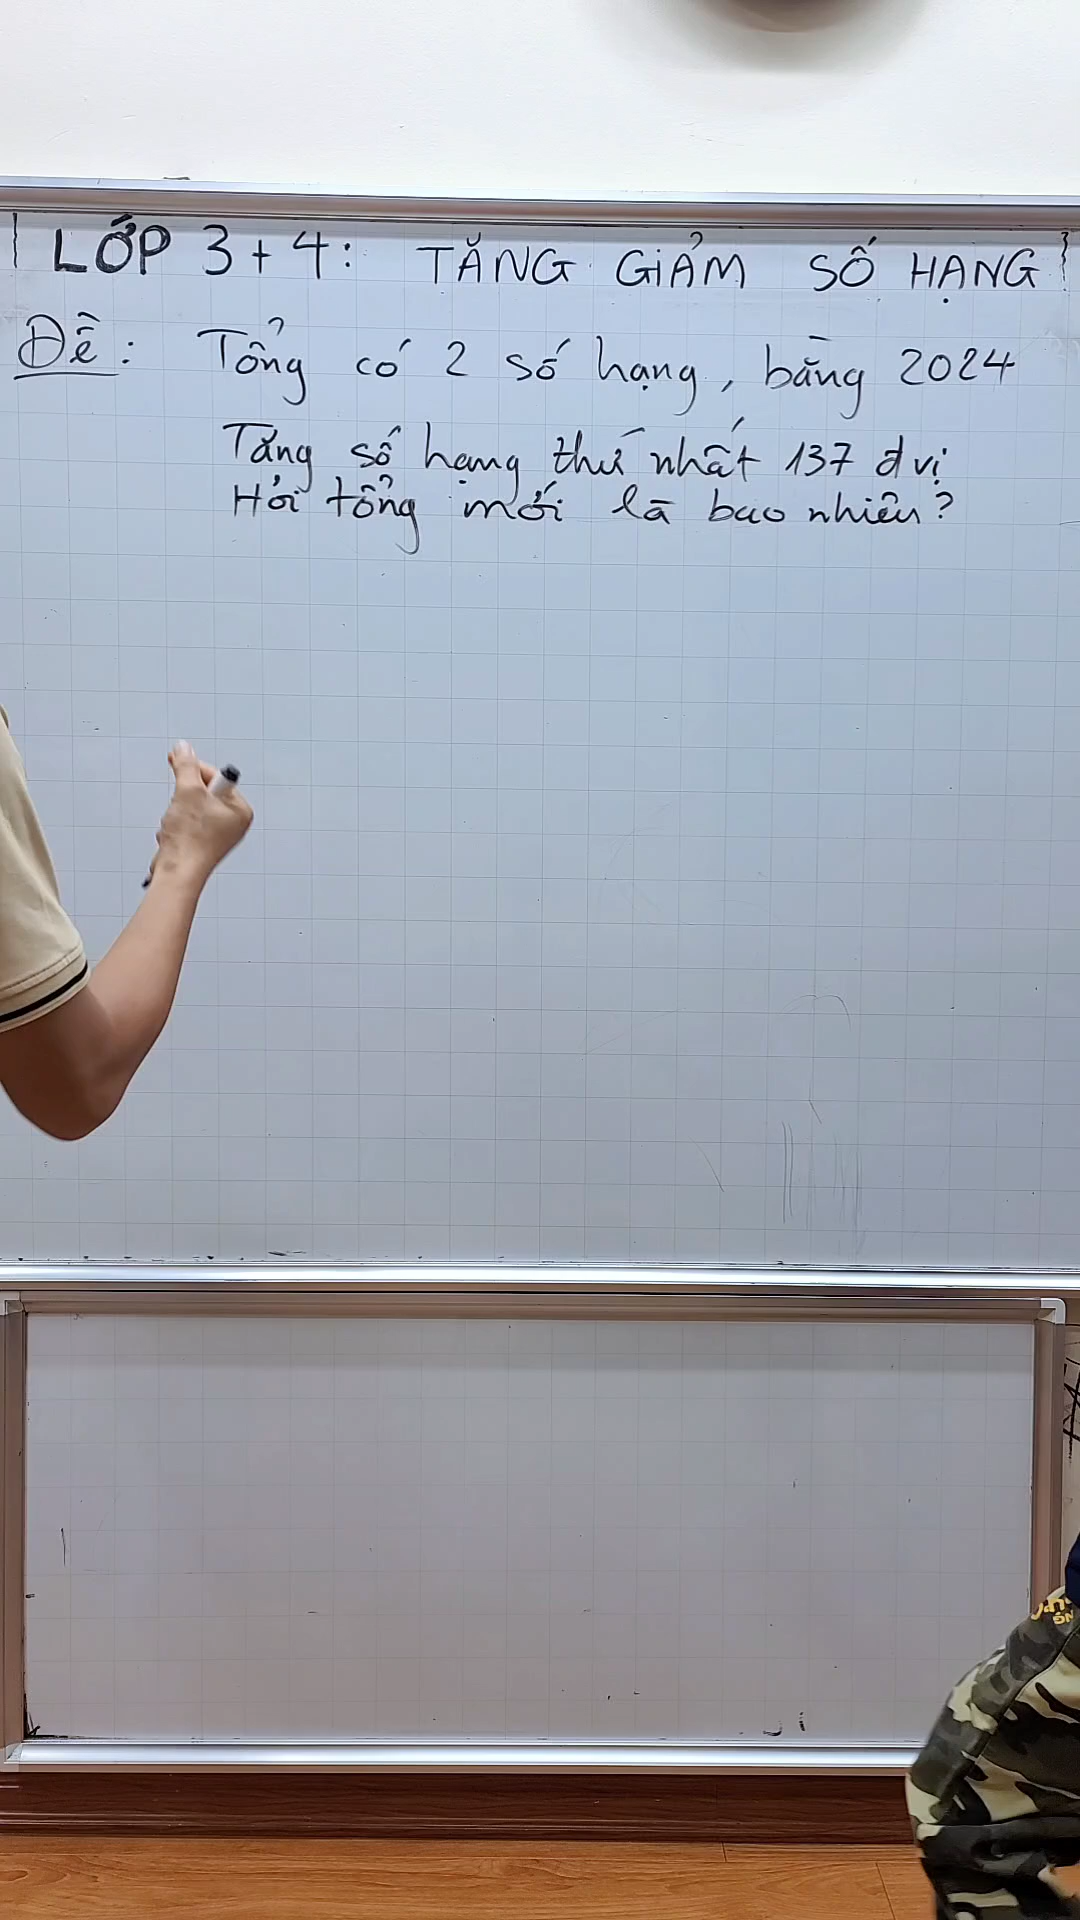 LỚP 3 + 4: TĂNG GIẢM SỐ HẠNG
Đề: Tổng có 2 số hạng, bằng 2024
Tăng số hạng thứ nhất 137 đ vị
Hỏi tổng mới là bao nhiêu?